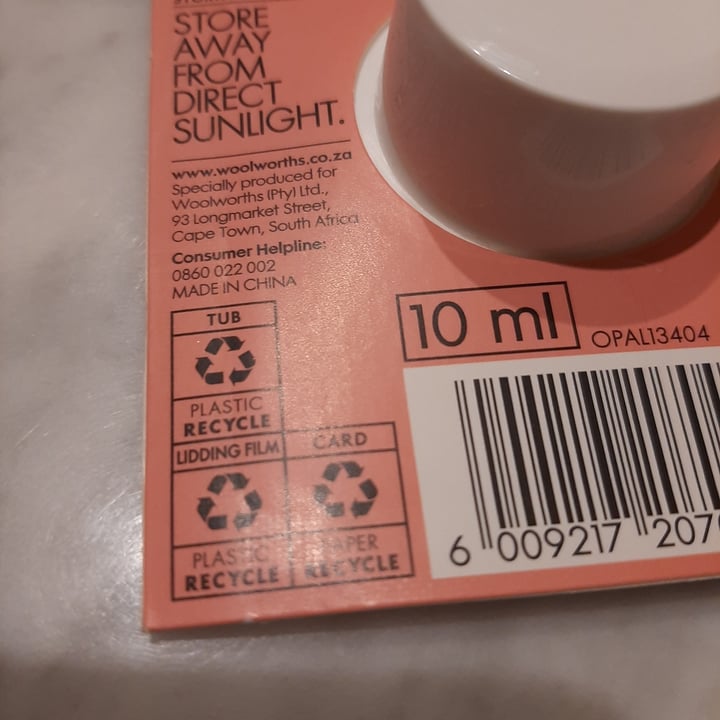 STORE
AWAY
FROM
DIRECT
SUNLIGHT.
www.woolworths.co.za
Specially produced for
Woolworths (Pty) Ltd.,
93 Longmarket Street,
Cape Town, South Africa
Consumer Helpline:
0860 022 002
MADE IN CHINA
TUB
PLASTIC
RECYCLE
LIDDING FILM
PLASTIC
RECYCLE
CARD
PAPER
RECYCLE
10 ml
OPAL13404
6 009217 207